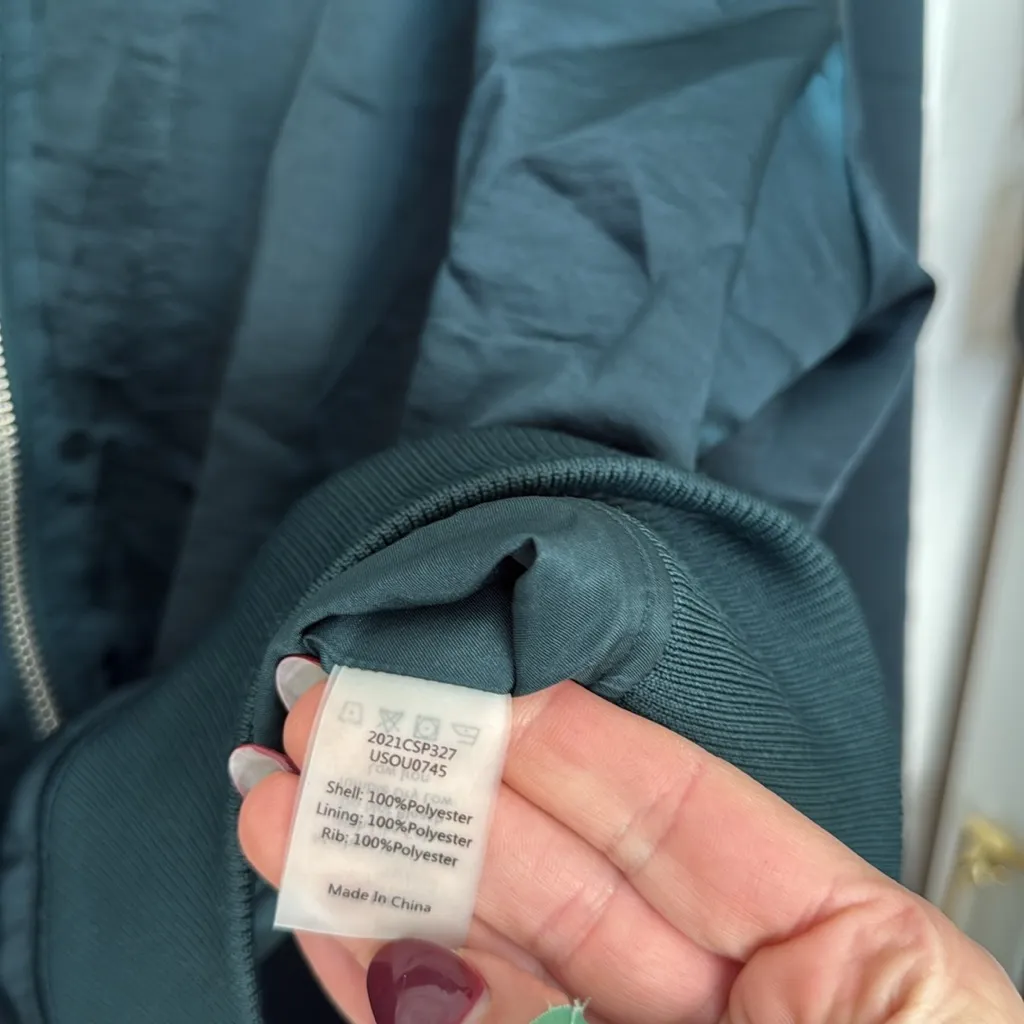 2021CSP327
USOU0745
Shell: 100%Polyester
Lining: 100%Polyester
Rib: 100%Polyester
Made In China